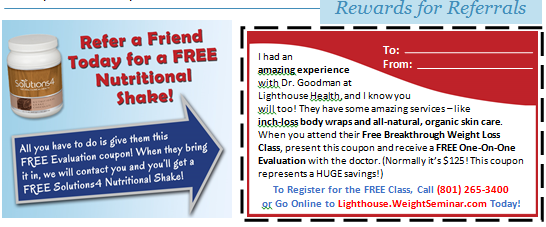 Rewards for Referrals
Refer a Friend
Today for a FREE
Nutritional
Shake!
Solutions4
All you have to do is give them this
FREE Evaluation coupon! When they bring
it in, we will contact you and you'll get a
FREE Solutions4 Nutritional Shake!
To:
From:
I had an
amazing experience
with Dr. Goodman at
Lighthouse Health, and I know you
will too! They have some amazing services – like
inch-loss body wraps and all-natural, organic skin care.
When you attend their Free Breakthrough Weight Loss
Class, present this coupon and receive a FREE One-On-One
Evaluation with the doctor. (Normally it's $125! This coupon
represents a HUGE savings!)
To Register for the FREE Class, Call (801) 265-3400
or Go Online to Lighthouse.WeightSeminar.com Today!